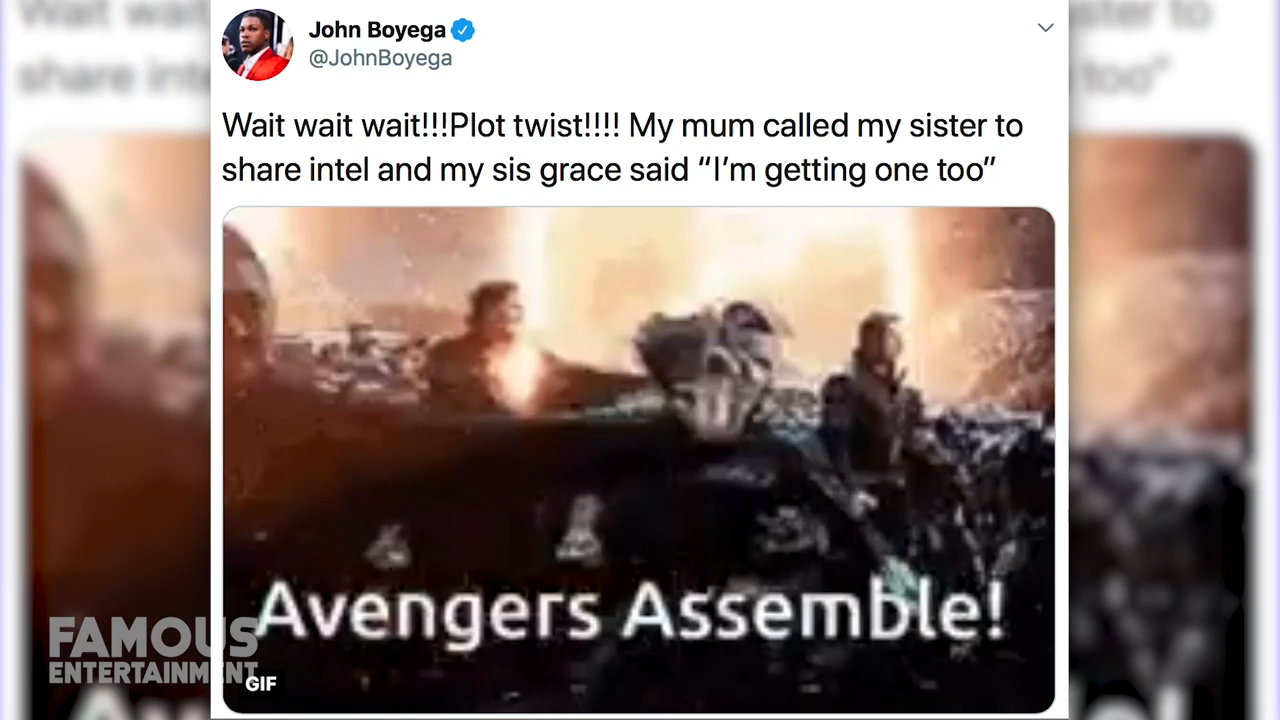 John Boyega
@JohnBoyega
Wait wait wait!!!Plot twist!!!! My mum called my sister to
share intel and my sis grace said “I’m getting one too”
Avengers Assemble!
GIF
FAMOUS
ENTERTAINMENT